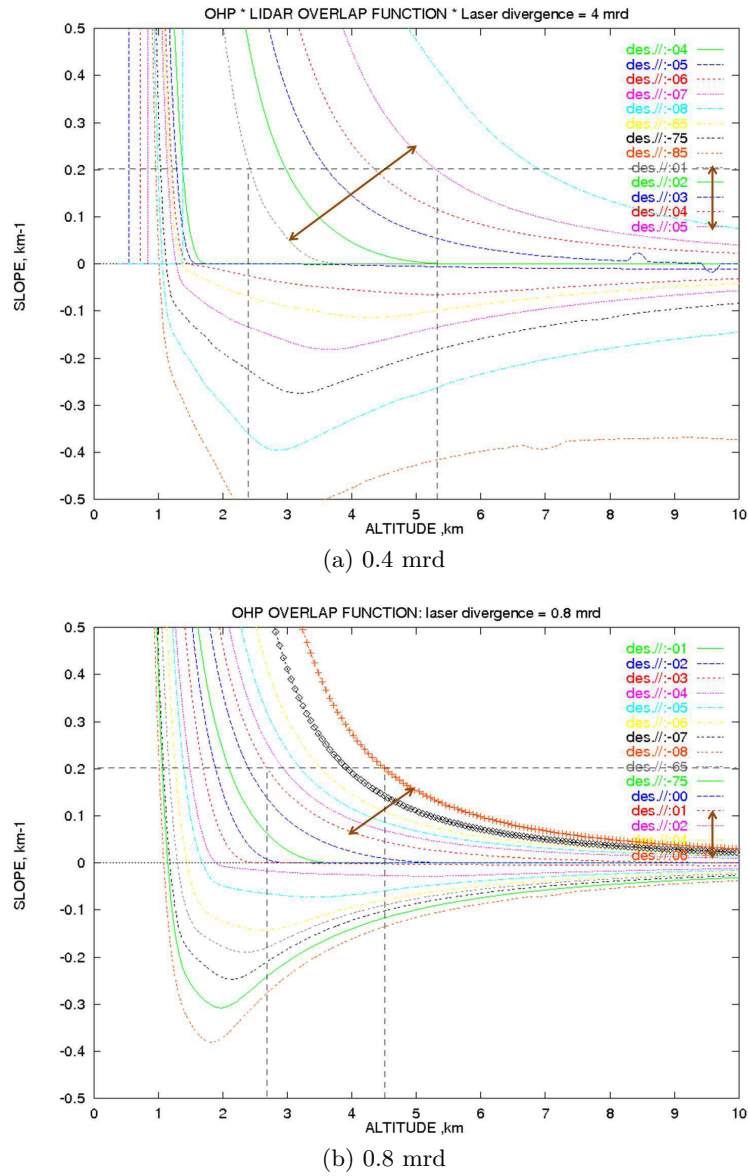 OHP * LIDAR OVERLAP FUNCTION * Laser divergence = 4 mrd
SLOPE, km-1
0.5
0.4
0.3
0.2
0.1
0
-0.1
-0.2
-0.3
-0.4
-0.5
des.//:-04
des.//:-05
des.//:-06
des.//:-07
des.//:-08
des.//:-65
des.//:-75
des.//:-85
des.//:01
des.//:02
des.//:03
des.//:04
des.//:05
0 1 2 3 4 5 6 7 8 9 10
ALTITUDE ,km
(a) 0.4 mrd
OHP OVERLAP FUNCTION: laser divergence = 0.8 mrd
SLOPE, km-1
0.5
0.4
0.3
0.2
0.1
0
-0.1
-0.2
-0.3
-0.4
-0.5
des.//:-01
des.//:-02
des.//:-03
des.//:-04
des.//:-05
des.//:-06
des.//:-07
des.//:-08
des.//:-65
des.//:-75
des.//:00
des.//:01
des.//:02
des.//:04
des.//:06
0 1 2 3 4 5 6 7 8 9 10
ALTITUDE ,km
(b) 0.8 mrd